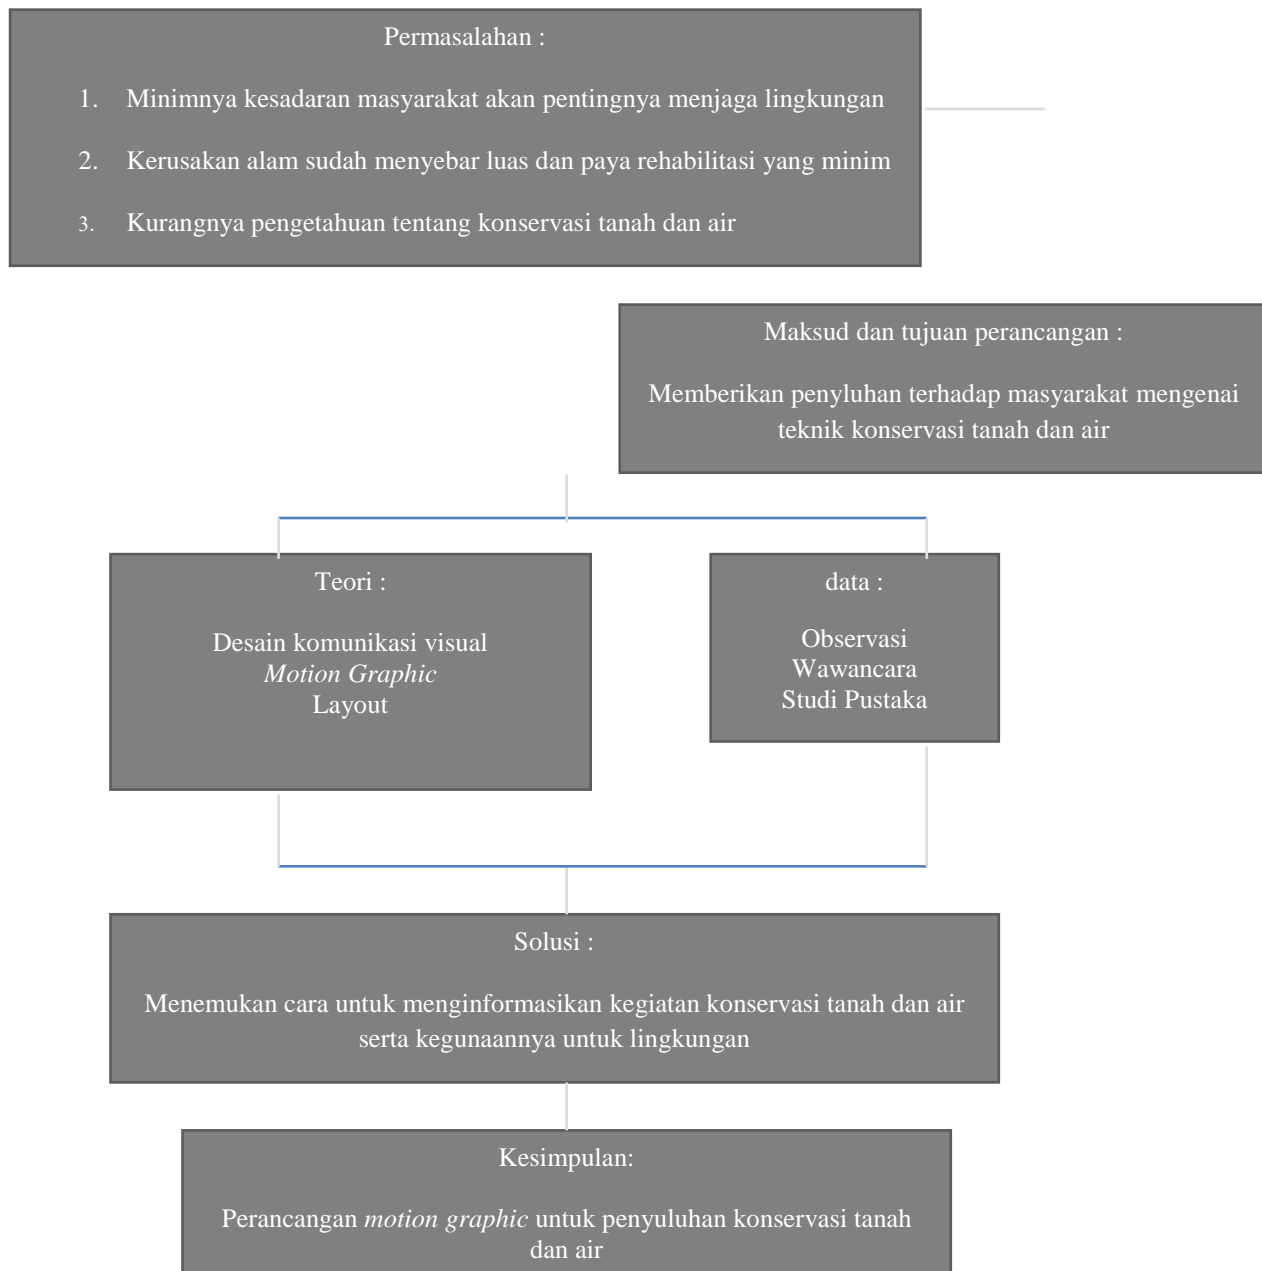 Permasalahan :
1. Minimnya kesadaran masyarakat akan pentingnya menjaga lingkungan
2. Kerusakan alam sudah menyebar luas dan paya rehabilitasi yang minim
3. Kurangnya pengetahuan tentang konservasi tanah dan air
Maksud dan tujuan perancangan :
Memberikan penyluhan terhadap masyarakat mengenai
teknik konservasi tanah dan air
Teori :
Desain komunikasi visual
Motion Graphic
Layout
data :
Observasi
Wawancara
Studi Pustaka
Solusi :
Menemukan cara untuk menginformasikan kegiatan konservasi tanah dan air
serta kegunaannya untuk lingkungan
Kesimpulan:
Perancangan motion graphic untuk penyuluhan konservasi tanah
dan air